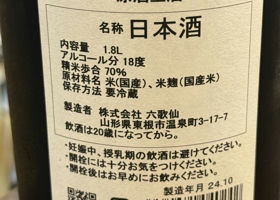 原酒生酒
名称 日本酒
内容量 1.8L
アルコール分 18度
精米歩合 70%
原材料名 米(国産)、米麹(国産米)
保存方法 要冷蔵
製造者 株式会社 六歌仙
山形県東根市温泉町3-17-7
飲酒は20歳になってから。
・妊娠中、授乳期の飲酒は避けてください。
・開栓には十分お気をつけください。
・開栓後はお早めにお飲みください。
製造年月 24.10